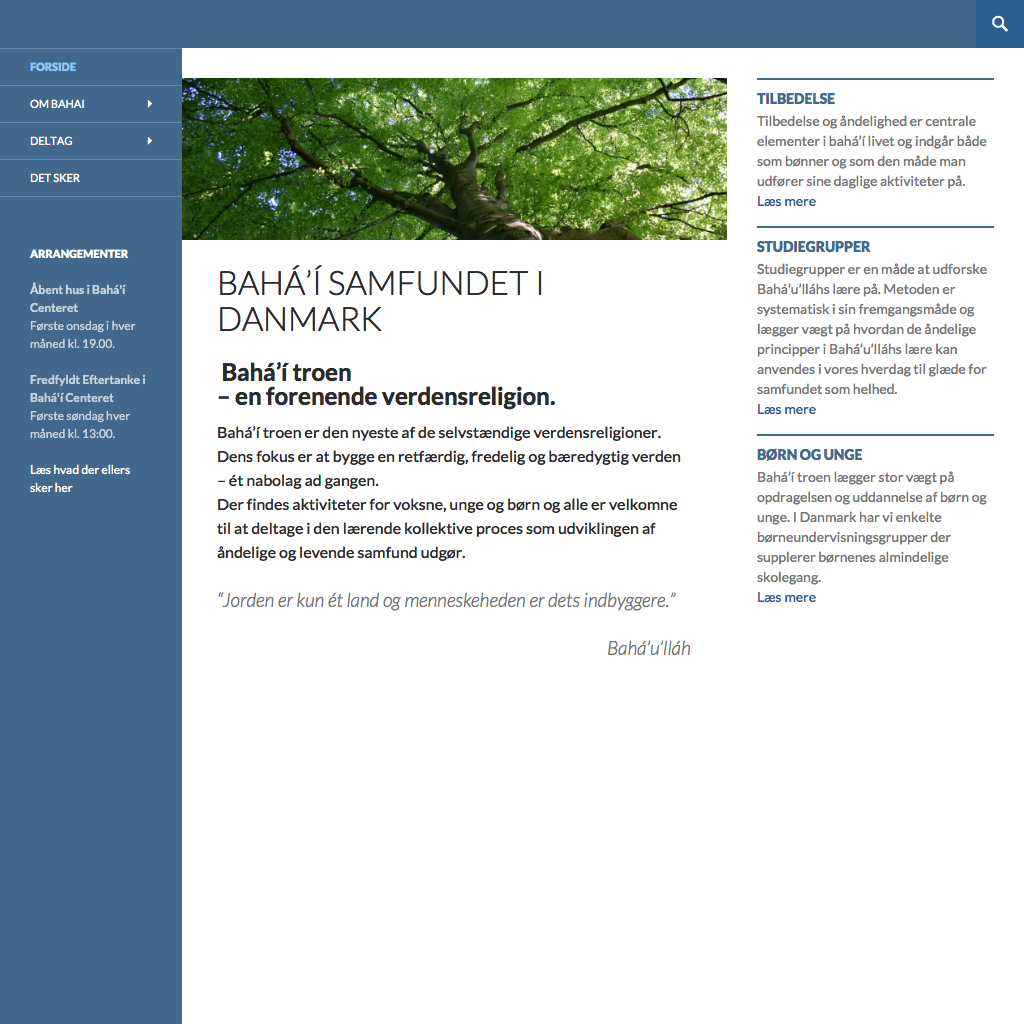 FORSIDE
OM BAHAI
DELTAG
DET SKER
ARRANGEMENTER
Åbent hus i Bahá'í
Centeret
Første onsdag i hver
måned kl. 19.00.
Fredfyldt Eftertanke i
Bahá'í Centeret
Første søndag hver
måned kl. 13:00.
Læs hvad der ellers
sker her
BAHÁ’Í SAMFUNDET I
DANMARK
Bahá’í troen
– en forenende verdensreligion.
Bahá’í troen er den nyeste af de selvstændige verdensreligioner.
Dens fokus er at bygge en retfærdig, fredelig og bæredygtig verden
– ét nabolag ad gangen.
Der findes aktiviteter for voksne, unge og børn og alle er velkomne
til at deltage i den lærende kollektive proces som udviklingen af
åndelige og levende samfund udgør.
“Jorden er kun ét land og menneskeheden er dets indbyggere.”
Bahá’u’lláh
TILBEDELSE
Tilbedelse og åndelighed er centrale
elementer i bahá’í livet og indgår både
som bønner og som den måde man
udfører sine daglige aktiviteter på.
Læs mere
STUDIEGRUPPER
Studiegrupper er en måde at udforske
Bahá’u’lláhs lære på. Metoden er
systematisk i sin fremgangsmåde og
lægger vægt på hvordan de åndelige
principper i Bahá’u’lláhs lære kan
anvendes i vores hverdag til glæde for
samfundet som helhed.
Læs mere
BØRN OG UNGE
Bahá’í troen lægger stor vægt på
opdragelsen og uddannelse af børn og
unge. I Danmark har vi enkelte
børneundervisningsgrupper der
supplerer børnenes almindelige
skolegang.
Læs mere